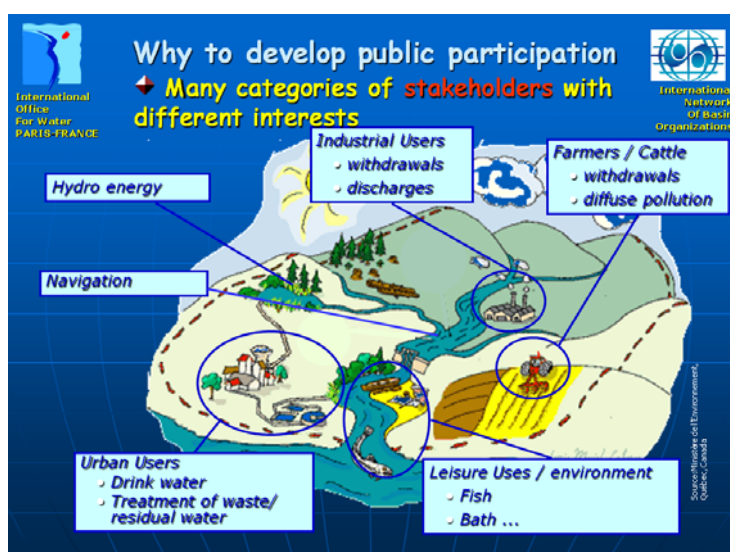 Why to develop public participation
Many categories of stakeholders with
different interests
International
Office
For Water
PARIS-FRANCE
International
Network
Of Basin
Organizations
Industrial Users
withdrawals
discharges
Farmers / Cattle
withdrawals
diffuse pollution
Hydro energy
Navigation
Urban Users
Drink water
Treatment of waste/
residual water
Leisure Uses / environment
Fish
Bath ...
Source:Ministère de l'Environnement,
Québec, Canada